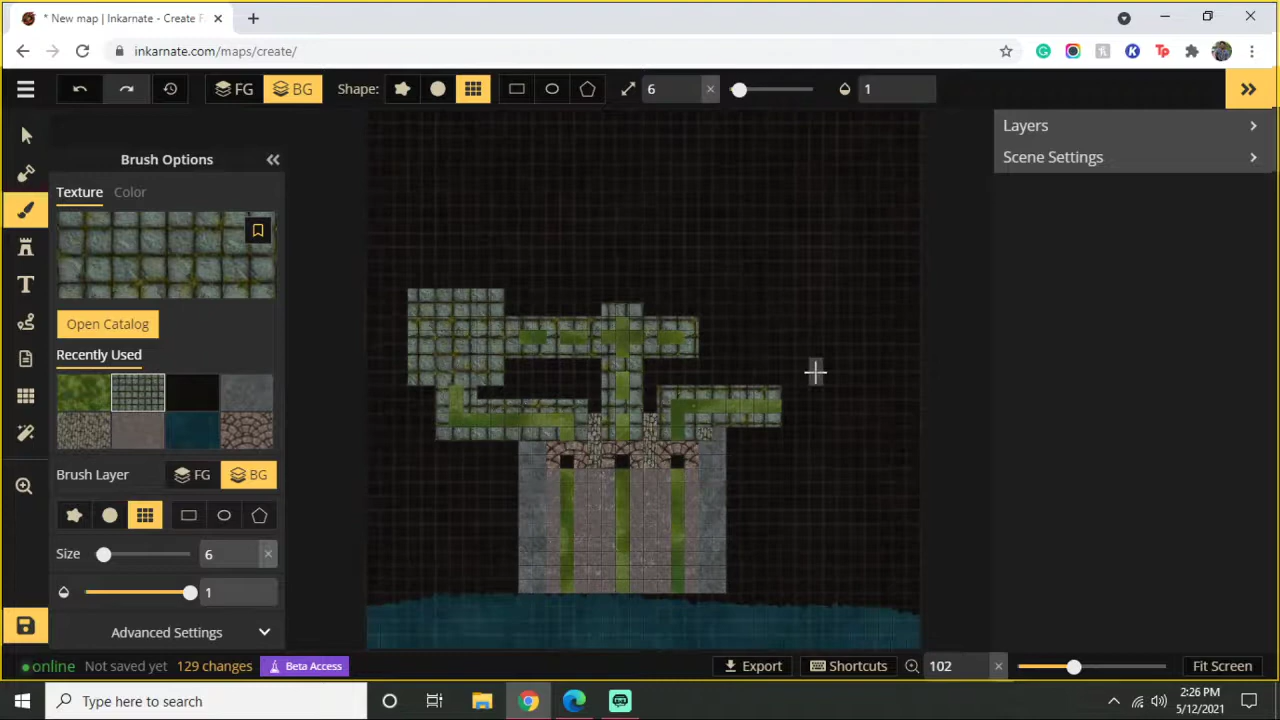 * New map | Inkarnate - Create F
inkarnate.com/maps/create/
FG
BG
Shape:
6
1
Layers
Scene Settings
Brush Options
Texture
Color
Open Catalog
Recently Used
Brush Layer
FG
BG
Size
6
1
Advanced Settings
online
Not saved yet
129 changes
Beta Access
Export
Shortcuts
102
Fit Screen
Type here to search
2:26 PM
5/12/2021